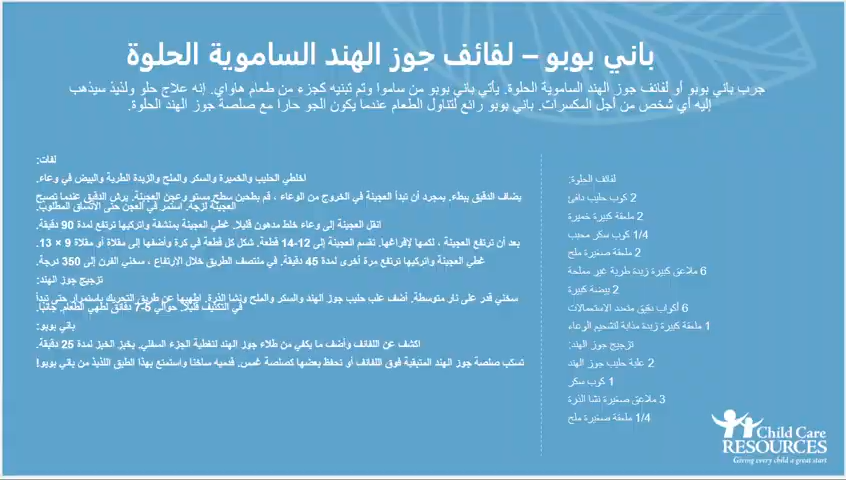 باني بوبو – لفائف جوز الهند الساموية الحلوة
جرب باني بوبو أو لفائف جوز الهند الساموية الحلوة. يأتي باني بوبو من ساموا وتم تبنيه كجزء من طعام هاواي. إنه علاج حلو ولذيذ سيذهب
إليه أي شخص من أجل المكسرات. باني بوبو رائع لتناول الطعام عندما يكون الجو حارا مع صلصة جوز الهند الحلوة.
لفائف الحلوة:
2 كوب حليب دافئ
2 ملعقة كبيرة خميرة
1/4 كوب سكر محبب
2 ملعقة صغيرة ملح
6 ملاعق كبيرة زبدة طرية غير مملحة
2 بيضة كبيرة
6 أكواب دقيق متعدد الاستعمالات
1 ملعقة كبيرة زبدة مذابة لتشحيم الوعاء
تزجيج جوز الهند:
2 علبة حليب جوز الهند
1 كوب سكر
3 ملاعق صغيرة نشا الذرة
1/4 ملعقة صغيرة ملح
لفات:
اخلطي الحليب والخميرة والسكر والملح والزبدة الطرية والبيض في وعاء.
يضاف الدقيق ببطء. بمجرد أن تبدأ العجينة في الخروج من الوعاء ، قم بطحين سطح مستو وعجن العجينة. يرش الدقيق عندما تصبح
العجينة لزجة. استمر في العجن حتى الاتساق المطلوب.
انقل العجينة إلى وعاء خلط مدهون قليلا. غطي العجينة بمنشفة واتركيها ترتفع لمدة 90 دقيقة.
بعد أن ترتفع العجينة ، لكمها لإفراغها. تقسم العجينة إلى 12-14 قطعة. شكل كل قطعة في كرة وأضفها إلى مقلاة أو مقلاة 9 × 13.
غطي العجينة واتركيها ترتفع مرة أخرى لمدة 45 دقيقة. في منتصف الطريق خلال الارتفاع ، سخني الفرن إلى 350 درجة.
تزجيج جوز الهند:
سخني قدر على نار متوسطة. أضف علب حليب جوز الهند والسكر والملح ونشا الذرة. اطهيها عن طريق التحريك باستمرار حتى تبدأ
في التكثيف قليلا. حوالي 5-7 دقائق لطهي الطعام. جانبا.
باني بوبو:
اكشف عن اللفائف وأضف ما يكفي من طلاء جوز الهند لتغطية الجزء السفلي. يخبز الخبز لمدة 25 دقيقة.
تسكب صلصة جوز الهند المتبقية فوق اللفائف أو تحفظ بعضها كصلصة غمس. قدميه ساخنا واستمتع بهذا الطبق اللذيذ من باني بوبو!
Child Care
RESOURCES
Giving every child a great start